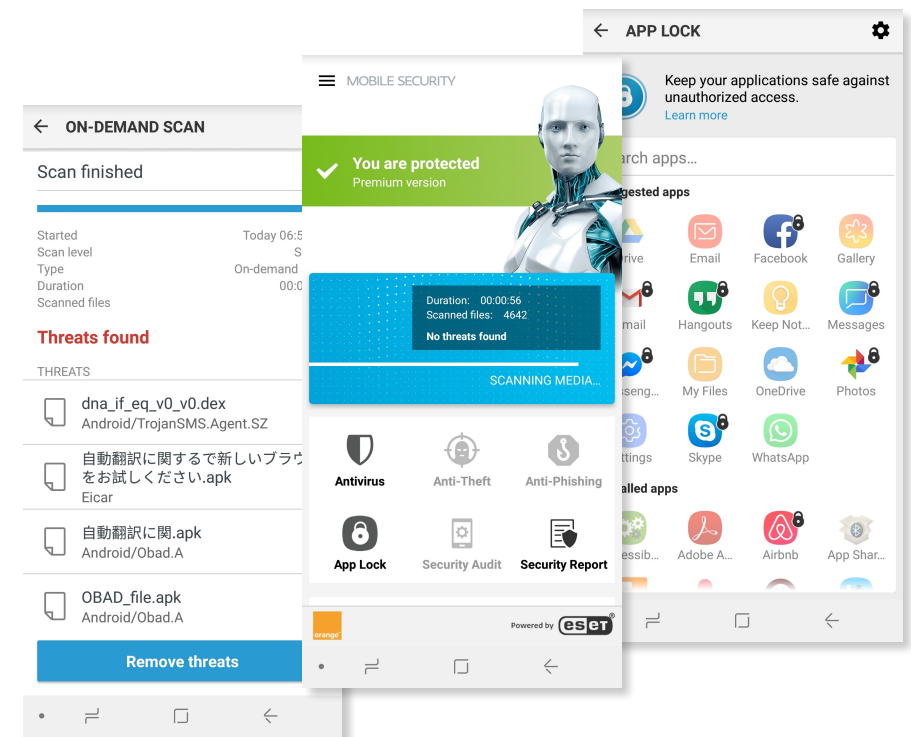 ON-DEMAND SCAN
Scan finished
Started Today 06:5
Scan level S
Type On-demand
Duration 00:0
Scanned files
Threats found
THREATS
dna_if_eq_v0_v0.dex
Android/TrojanSMS.Agent.SZ
自動翻訳に関するで新しいブラウ
をお試しください.apk
Eicar
自動翻訳に関.apk
Android/Obad.A
OBAD_file.apk
Android/Obad.A
Remove threats
MOBILE SECURITY
You are protected
Premium version
Duration: 00:00:56
Scanned files: 4642
No threats found
SCANNING MEDIA...
Antivirus Anti-Theft Anti-Phishing
App Lock Security Audit Security Report
orange
Powered by eseT®
APP LOCK
Keep your applications safe against
unauthorized access.
Learn more
arch apps...
gested apps
rive Email Facebook Gallery
mail Hangouts Keep Not... Messages
seng... My Files OneDrive Photos
ttings Skype WhatsApp
alled apps
essib... Adobe A... Airbnb App Shar...